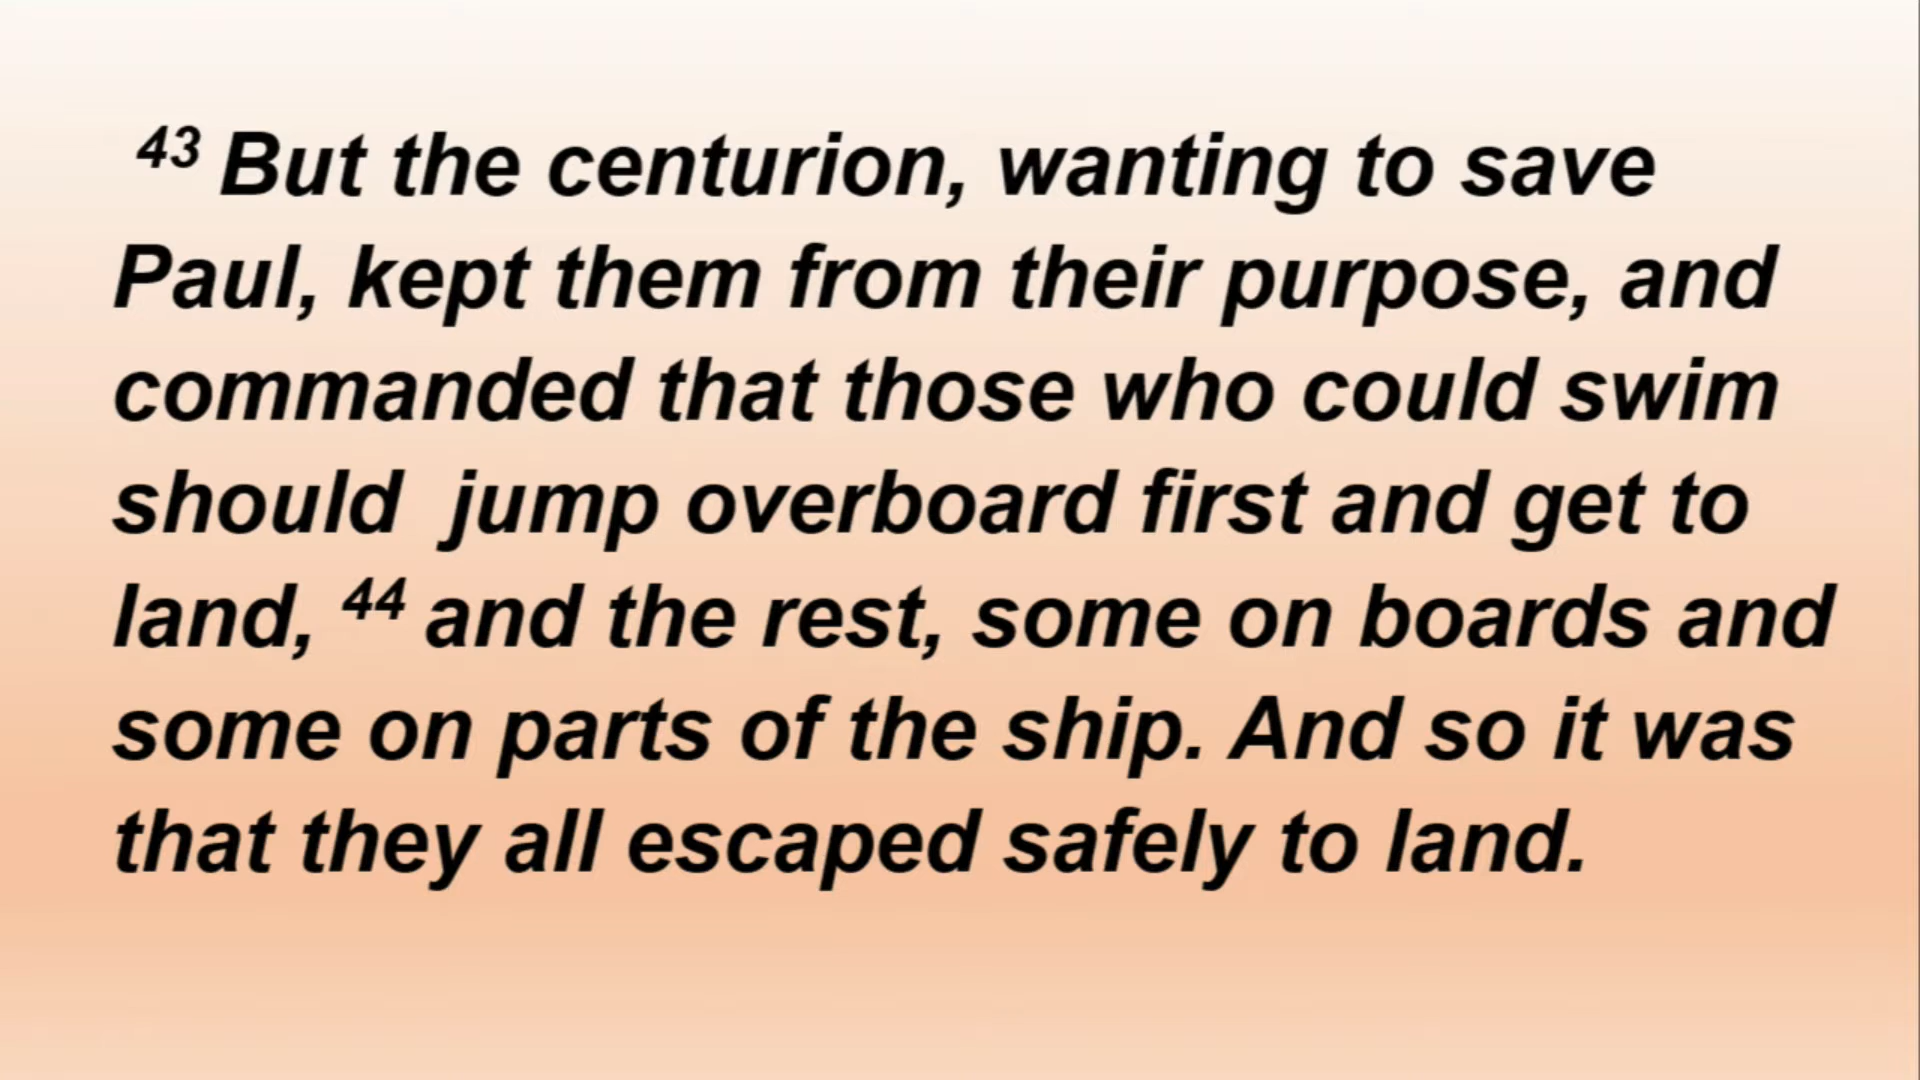 43 But the centurion, wanting to save
Paul, kept them from their purpose, and
commanded that those who could swim
should  jump overboard first and get to
land, 44 and the rest, some on boards and
some on parts of the ship. And so it was
that they all escaped safely to land.